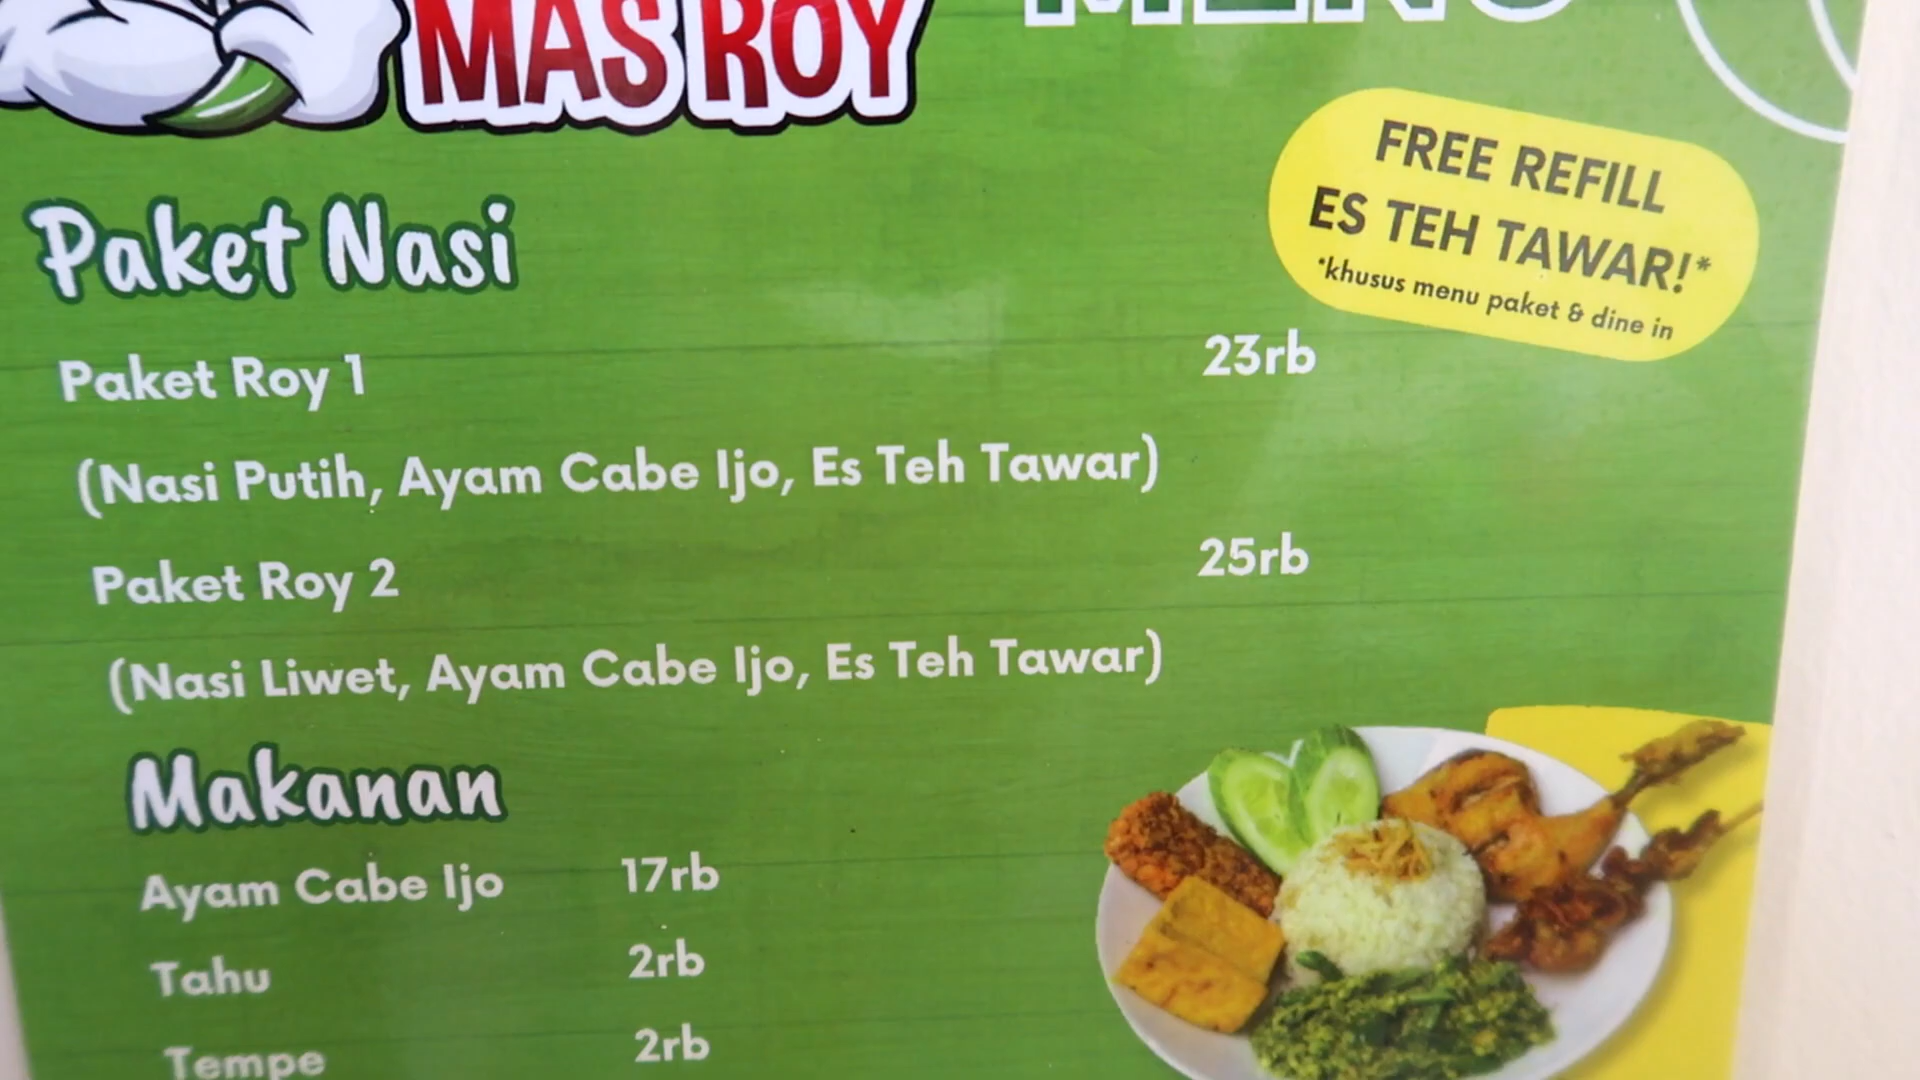 MAS ROY
MENU
FREE REFILL
ES TEH TAWAR!*
*khusus menu paket & dine in
Paket Nasi
Paket Roy 1 23rb
(Nasi Putih, Ayam Cabe Ijo, Es Teh Tawar)
Paket Roy 2 25rb
(Nasi Liwet, Ayam Cabe Ijo, Es Teh Tawar)
Makanan
Ayam Cabe Ijo 17rb
Tahu 2rb
Tempe 2rb